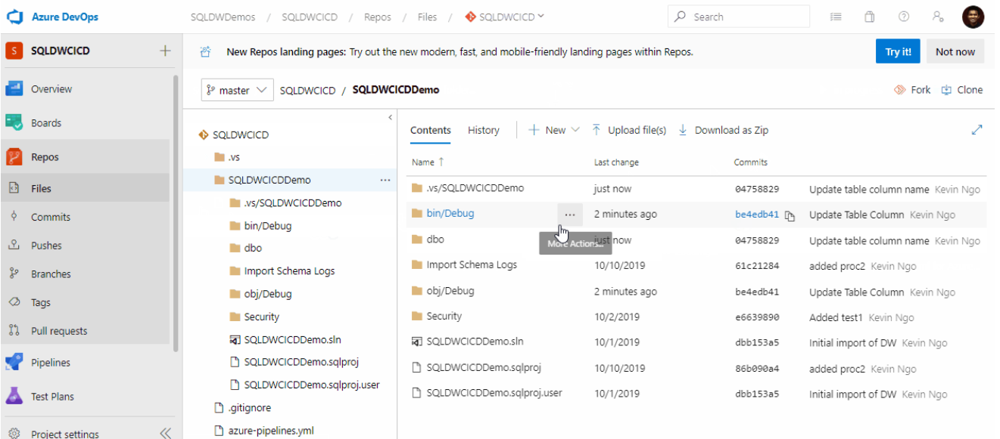 Azure DevOps
SQLDWDemos / SQLDWCICD / Repos / Files / SQLDWCICD
Search
S SQLDWCICD
New Repos landing pages: Try out the new modern, fast, and mobile-friendly landing pages within Repos.
Try it!
Not now
Overview
Boards
Repos
Files
Commits
Pushes
Branches
Tags
Pull requests
Pipelines
Test Plans
Project settings
master SQLDWCICD / SQLDWCICDDemo
Fork Clone
SQLDWCICD
.vs
SQLDWCICDDemo ...
.vs/SQLDWCICDDemo
bin/Debug
dbo
Import Schema Logs
obj/Debug
Security
SQLDWCICDDemo.sln
SQLDWCICDDemo.sqlproj
SQLDWCICDDemo.sqlproj.user
.gitignore
azure-pipelines.yml
Contents History New Upload file(s) Download as Zip
Name ↑ Last change Commits
.vs/SQLDWCICDDemo just now 04758829 Update table column name Kevin Ngo
bin/Debug ... 2 minutes ago be4edb41 Update Table Column Kevin Ngo
dbo just now 04758829 Update table column name Kevin Ngo
More Actions...
Import Schema Logs 10/10/2019 61c21284 added proc2 Kevin Ngo
obj/Debug 2 minutes ago be4edb41 Update Table Column Kevin Ngo
Security 10/2/2019 e6639890 Added test1 Kevin Ngo
SQLDWCICDDemo.sln 10/1/2019 dbb153a5 Initial import of DW Kevin Ngo
SQLDWCICDDemo.sqlproj 10/10/2019 86b090a4 added proc2 Kevin Ngo
SQLDWCICDDemo.sqlproj.user 10/1/2019 dbb153a5 Initial import of DW Kevin Ngo